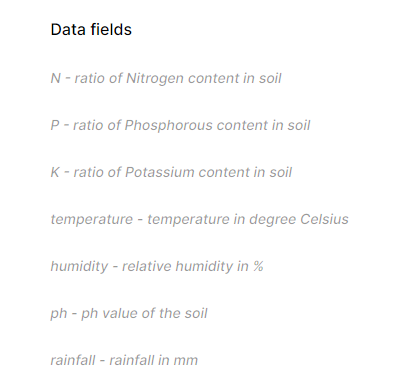 Data fields
N - ratio of Nitrogen content in soil
P - ratio of Phosphorous content in soil
K - ratio of Potassium content in soil
temperature - temperature in degree Celsius
humidity - relative humidity in %
ph - ph value of the soil
rainfall - rainfall in mm